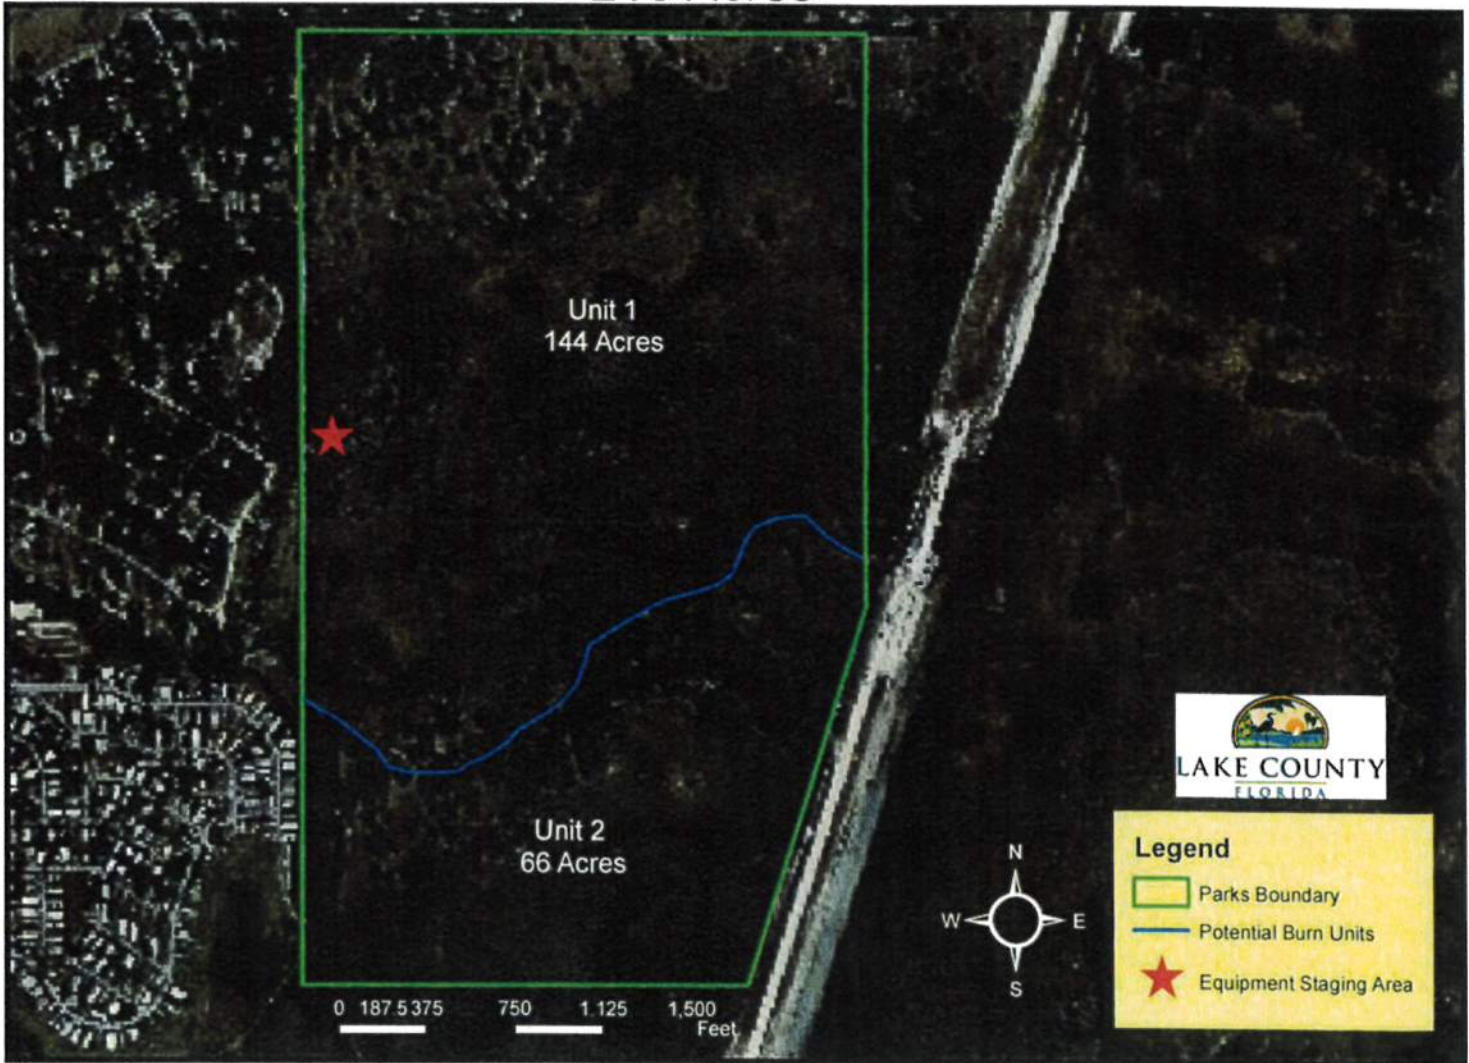 Unit 1
144 Acres
Unit 2
66 Acres
LAKE COUNTY
FLORIDA
N
W E
S
Legend
Parks Boundary
Potential Burn Units
Equipment Staging Area
0 187.5 375 750 1.125 1,500
Feet